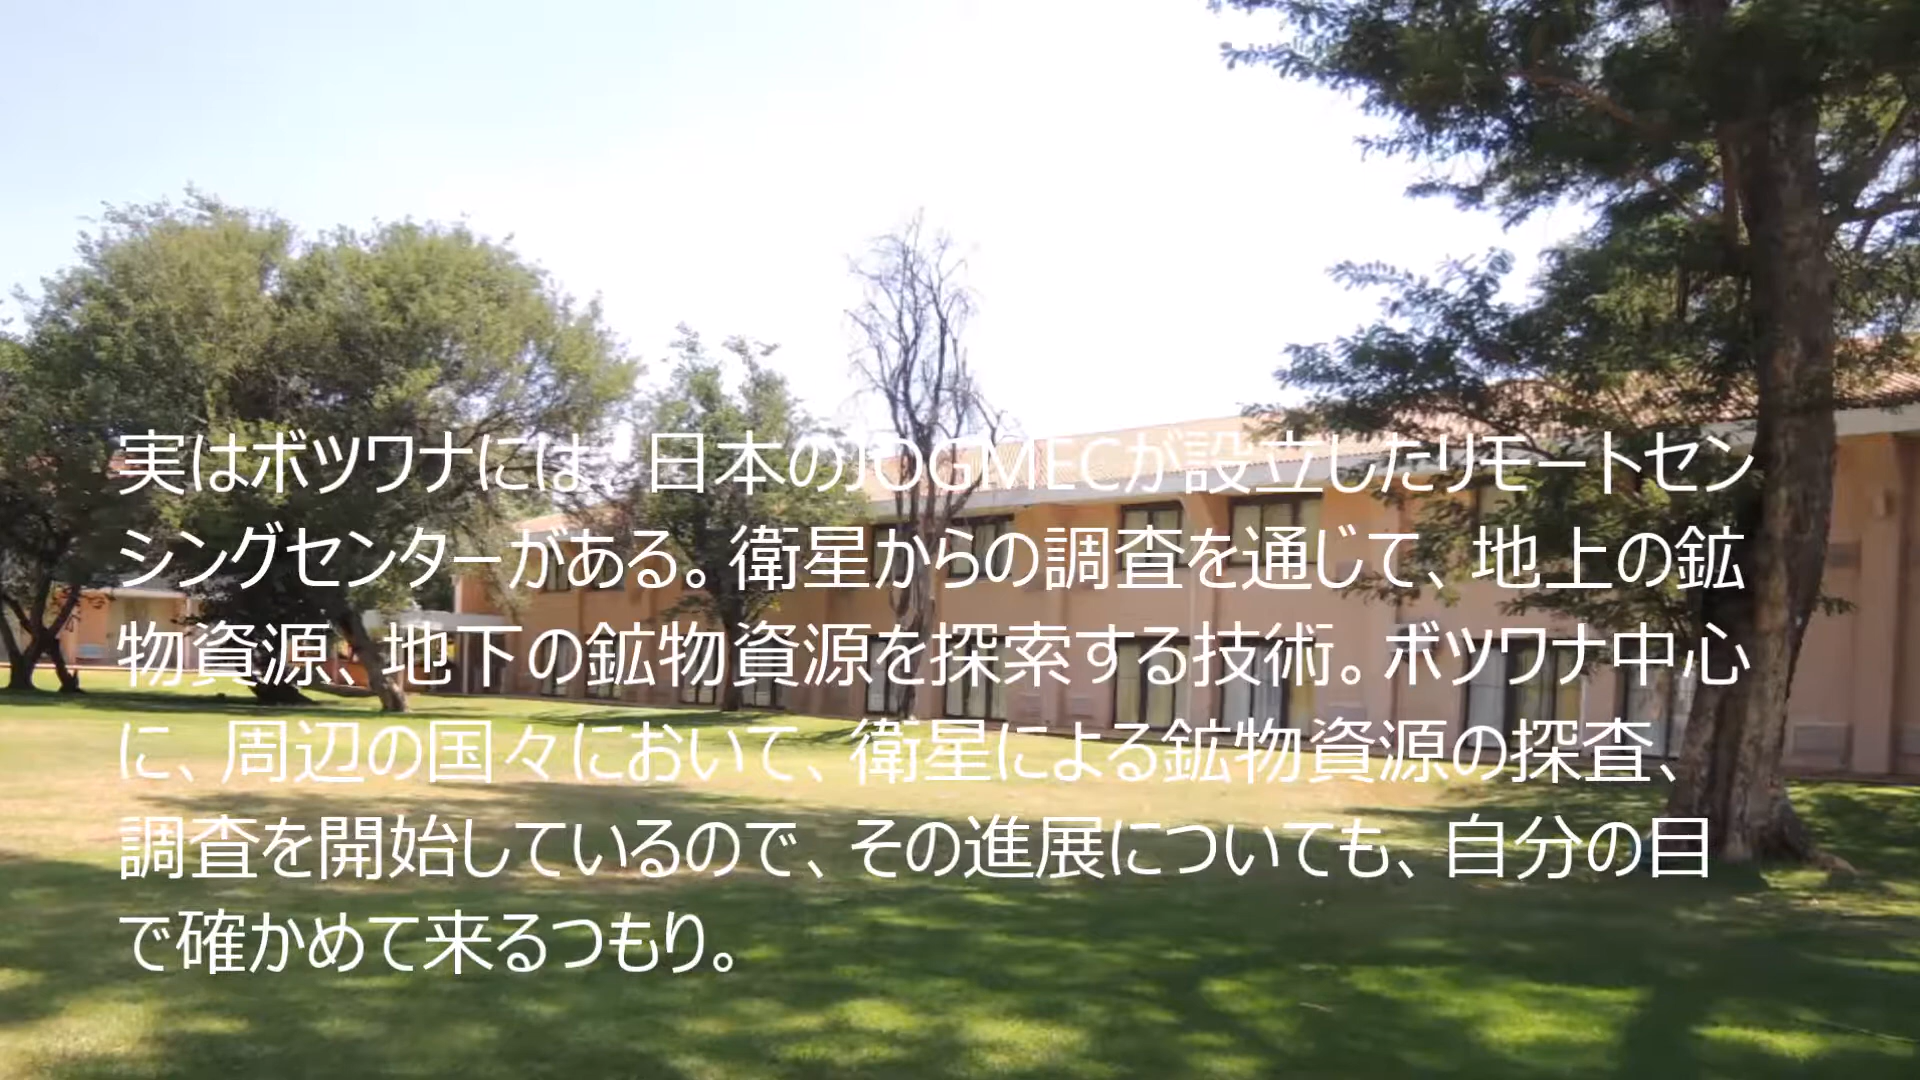 実はボツワナには、日本のJOGMECが設立したリモートセン
シングセンターがある。衛星からの調査を通じて、地上の鉱
物資源、地下の鉱物資源を探索する技術。ボツワナ中心
に、周辺の国々において、衛星による鉱物資源の探査、
調査を開始しているので、その進展についても、自分の目
で確かめて来るつもり。